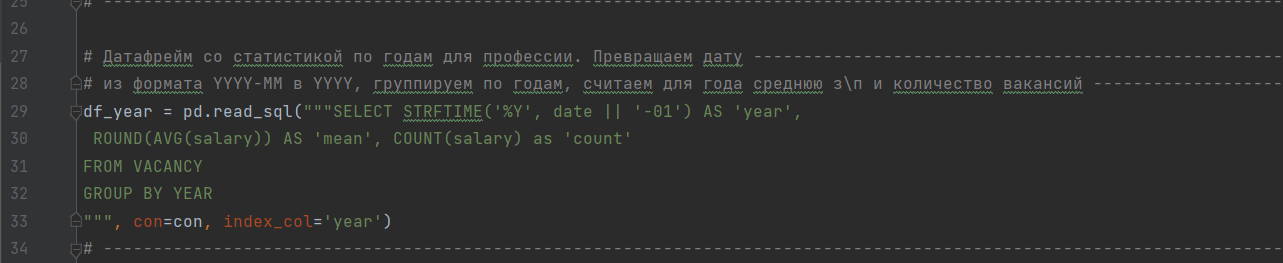 25 # ------------------------------------------------------------------------------------------------------------------------
26
27 # Датафрейм со статистикой по годам для профессии. Превращаем дату -----------------------------------------------------
28 # из формата YYYY-MM в YYYY, группируем по годам, считаем для года среднюю з\п и количество вакансий -------------------
29 df_year = pd.read_sql("""SELECT STRFTIME('%Y', date || '-01') AS 'year',
30  ROUND(AVG(salary)) AS 'mean', COUNT(salary) as 'count'
31 FROM VACANCY
32 GROUP BY YEAR
33 """, con=con, index_col='year')
34 # ------------------------------------------------------------------------------------------------------------------------